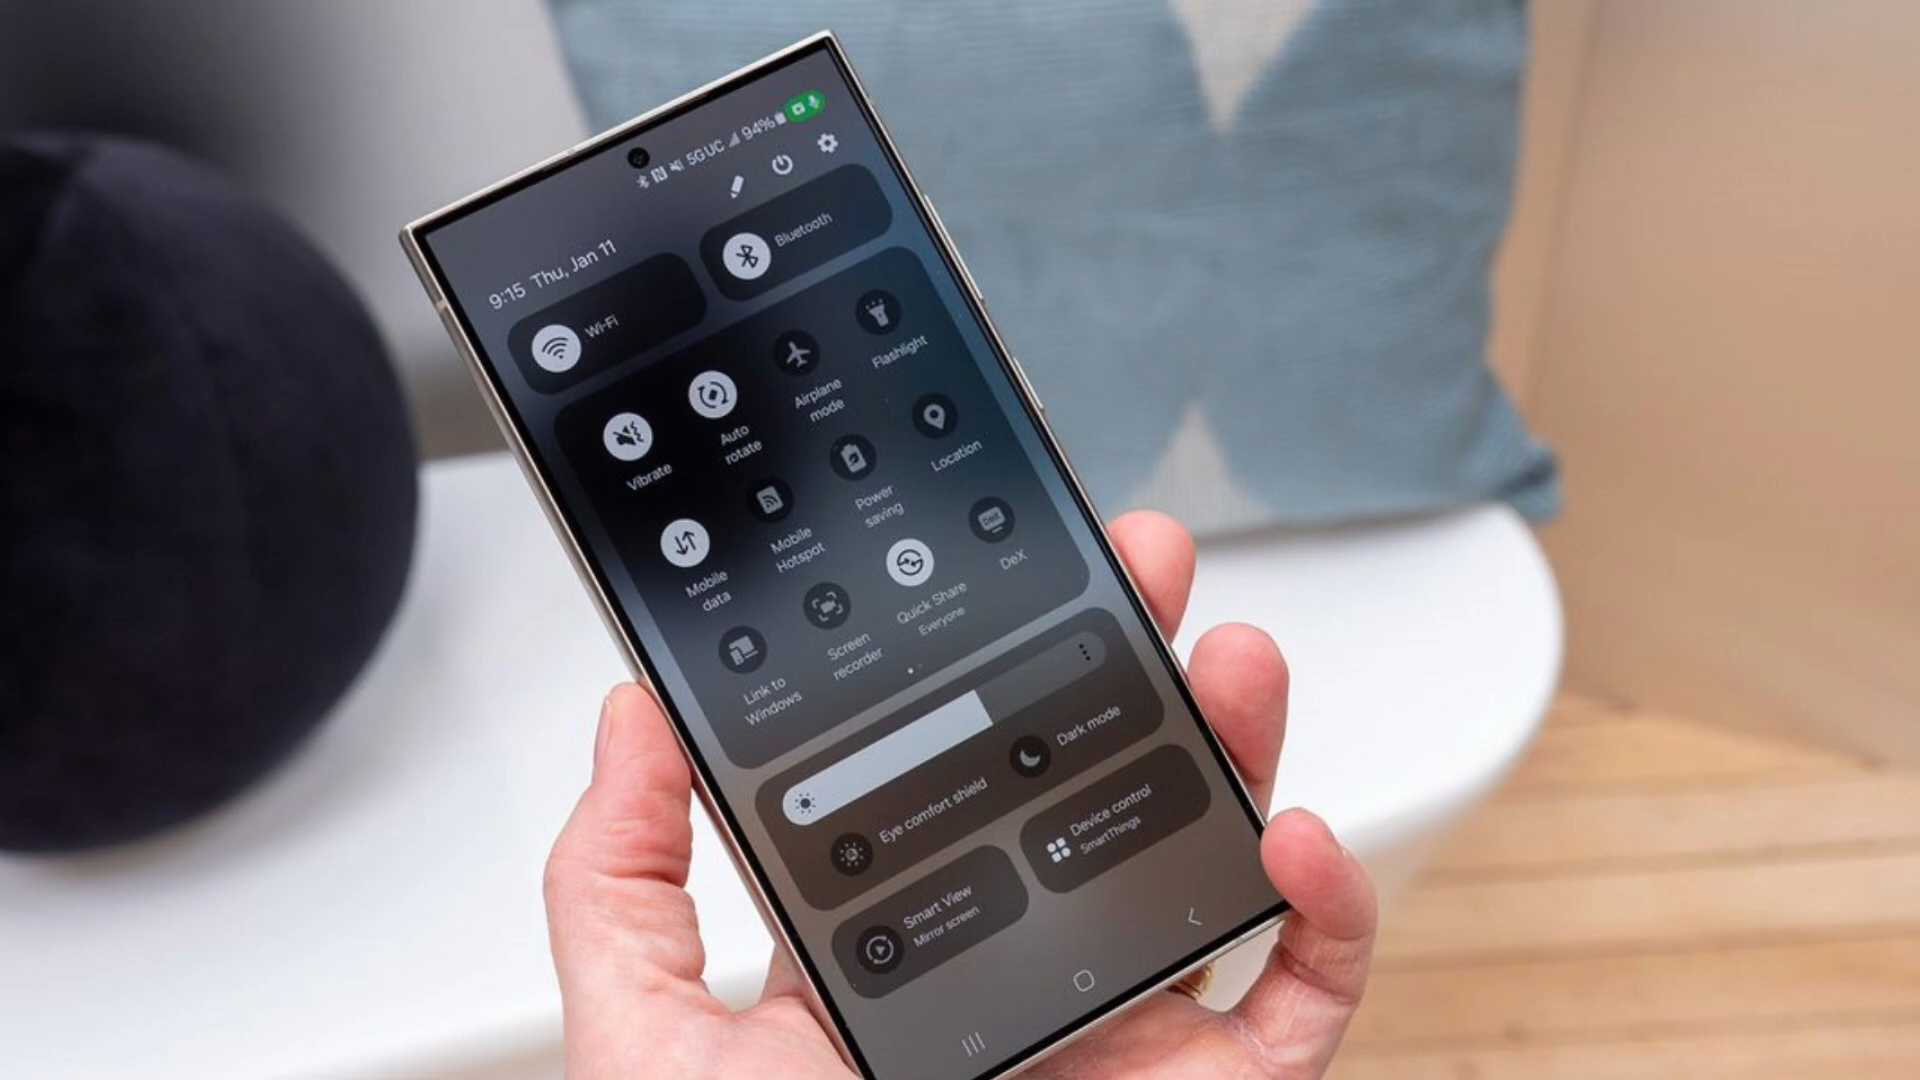 5G UC 94%
9:15 Thu, Jan 11
Wi-Fi
Bluetooth
Vibrate
Auto
rotate
Airplane
mode
Flashlight
Mobile
data
Mobile
Hotspot
Power
saving
Location
Link to
Windows
Screen
recorder
Quick Share
Everyone
DeX
Eye comfort shield
Dark mode
Smart View
Mirror screen
Device control
SmartThings